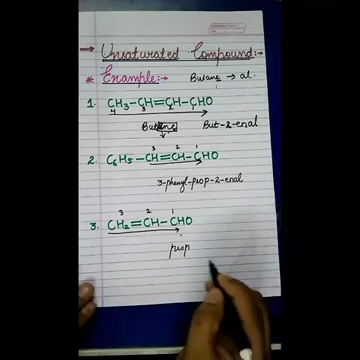 → Unsaturated Compound:-
* Example:- Butane → al.
1. CH₃-CH=CH-CHO
4 3 2 1
Butene But-2-enal
↓
3 2 1
2. C₆H₅-CH=CH-CHO
3-phenyl-prop-2-enal
3 2 1
3. CH₂=CH-CHO
prop